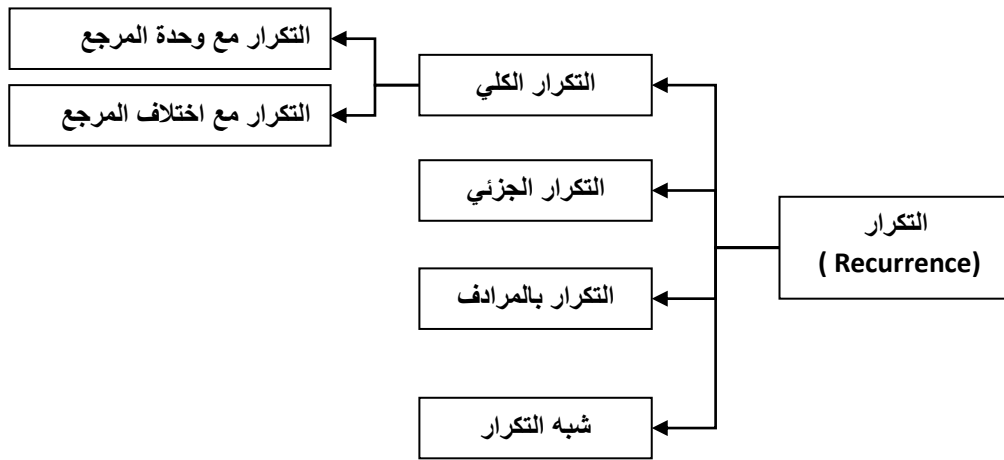 التكرار
( Recurrence)
التكرار الكلي
التكرار مع وحدة المرجع
التكرار مع اختلاف المرجع
التكرار الجزئي
التكرار بالمرادف
شبه التكرار